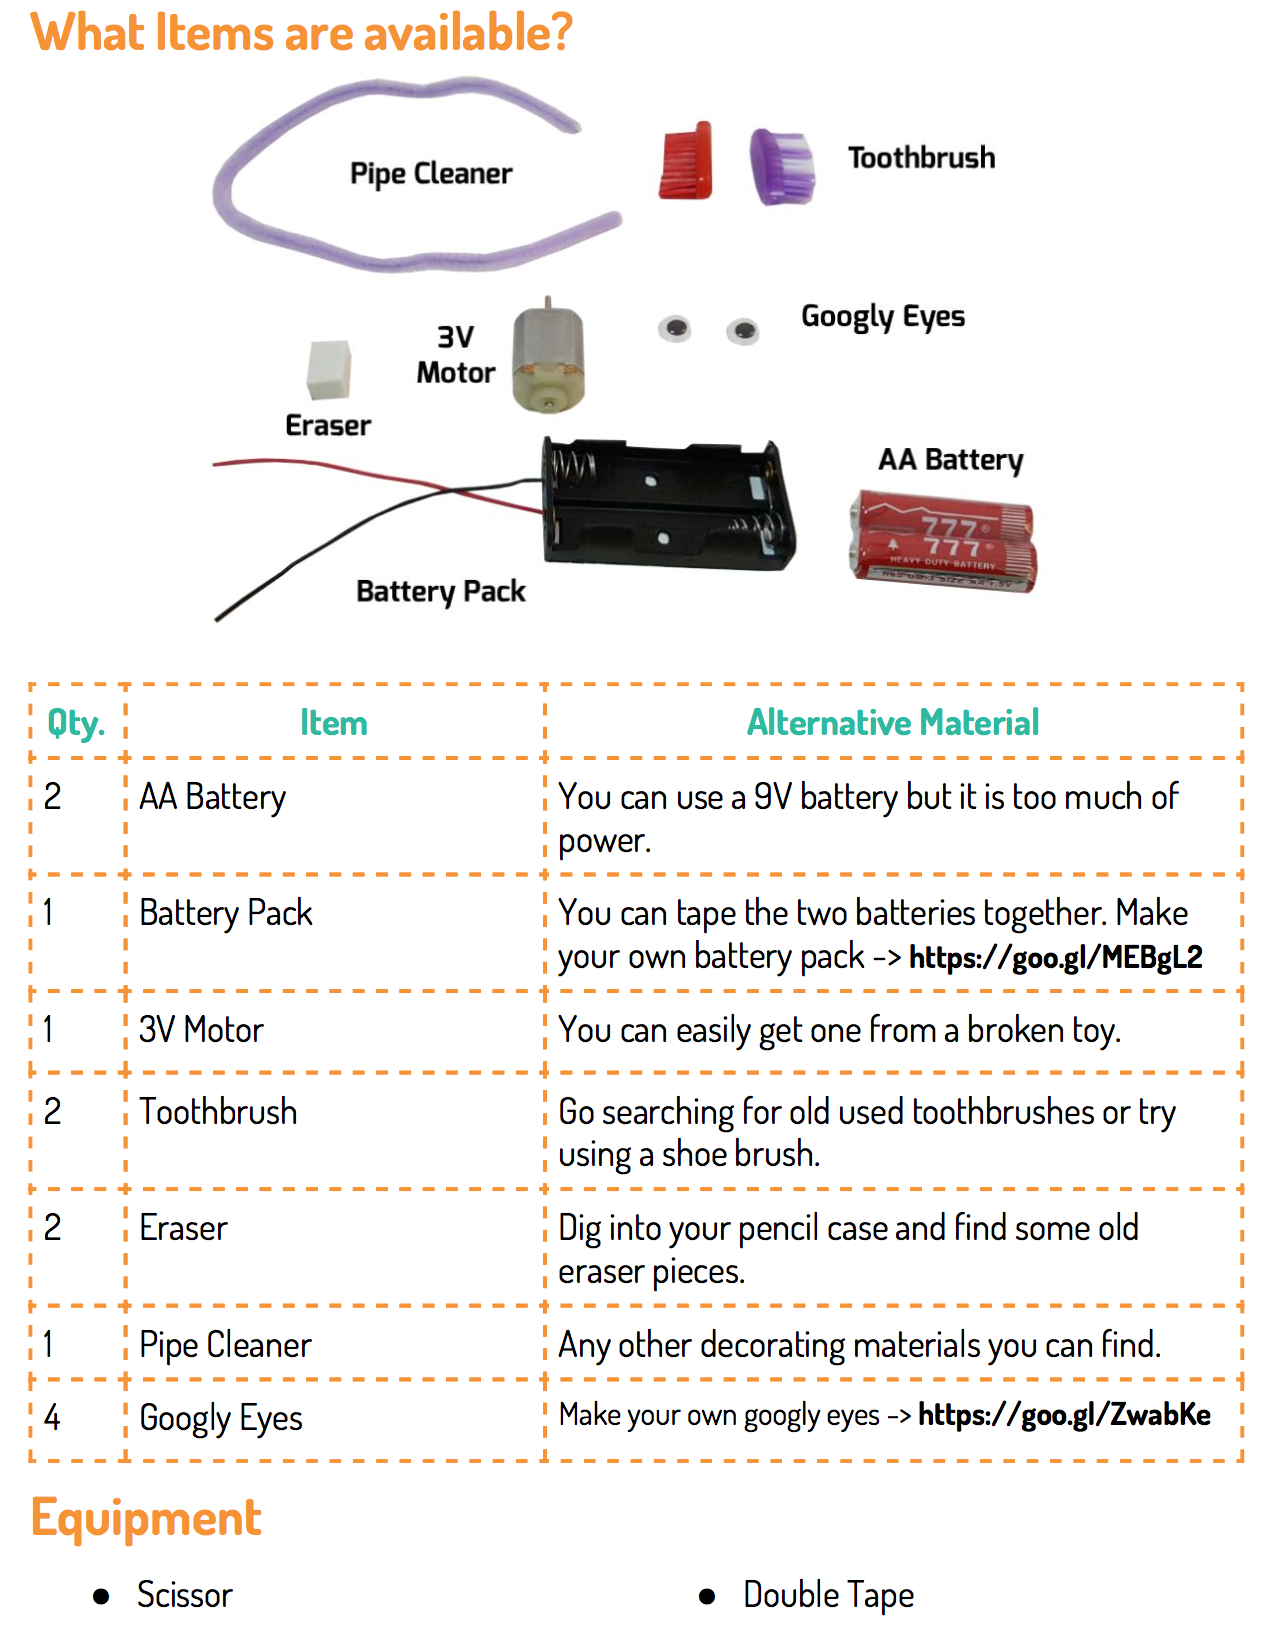 What Items are available?
Pipe Cleaner
Toothbrush
Googly Eyes
3V
Motor
Eraser
AA Battery
777®
777®
HEAVY DUTY BATTERY
SIZE AA 1.5V
Battery Pack
Qty. Item Alternative Material
2 AA Battery You can use a 9V battery but it is too much of
power.
1 Battery Pack You can tape the two batteries together. Make
your own battery pack -> https://goo.gl/MEBgL2
1 3V Motor You can easily get one from a broken toy.
2 Toothbrush Go searching for old used toothbrushes or try
using a shoe brush.
2 Eraser Dig into your pencil case and find some old
eraser pieces.
1 Pipe Cleaner Any other decorating materials you can find.
4 Googly Eyes Make your own googly eyes -> https://goo.gl/ZwabKe
Equipment
● Scissor ● Double Tape